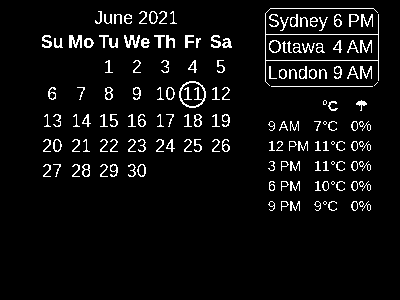 June 2021
Su Mo Tu We Th Fr Sa
1 2 3 4 5
6 7 8 9 10 11 12
13 14 15 16 17 18 19
20 21 22 23 24 25 26
27 28 29 30
Sydney 6 PM
Ottawa 4 AM
London 9 AM
°C ☂
9 AM 7°C 0%
12 PM 11°C 0%
3 PM 11°C 0%
6 PM 10°C 0%
9 PM 9°C 0%